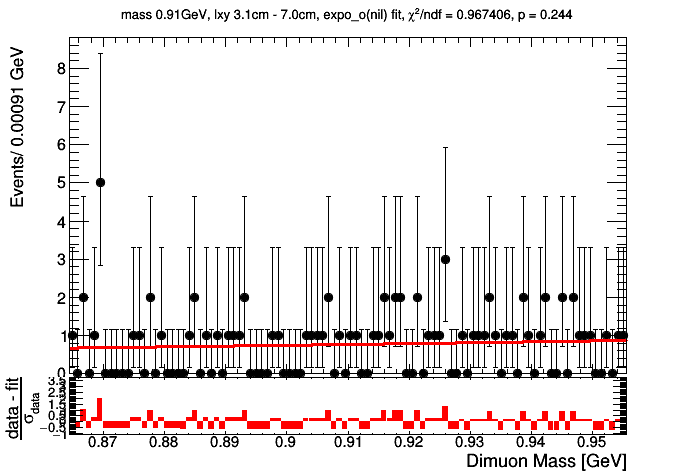 mass 0.91GeV, lxy 3.1cm - 7.0cm, expo_o(nil) fit, χ²/ndf = 0.967406, p = 0.244
Events/ 0.00091 GeV
8
7
6
5
4
3
2
1
0
data - fit
σdata
0.87 0.88 0.89 0.9 0.91 0.92 0.93 0.94 0.95
Dimuon Mass [GeV]